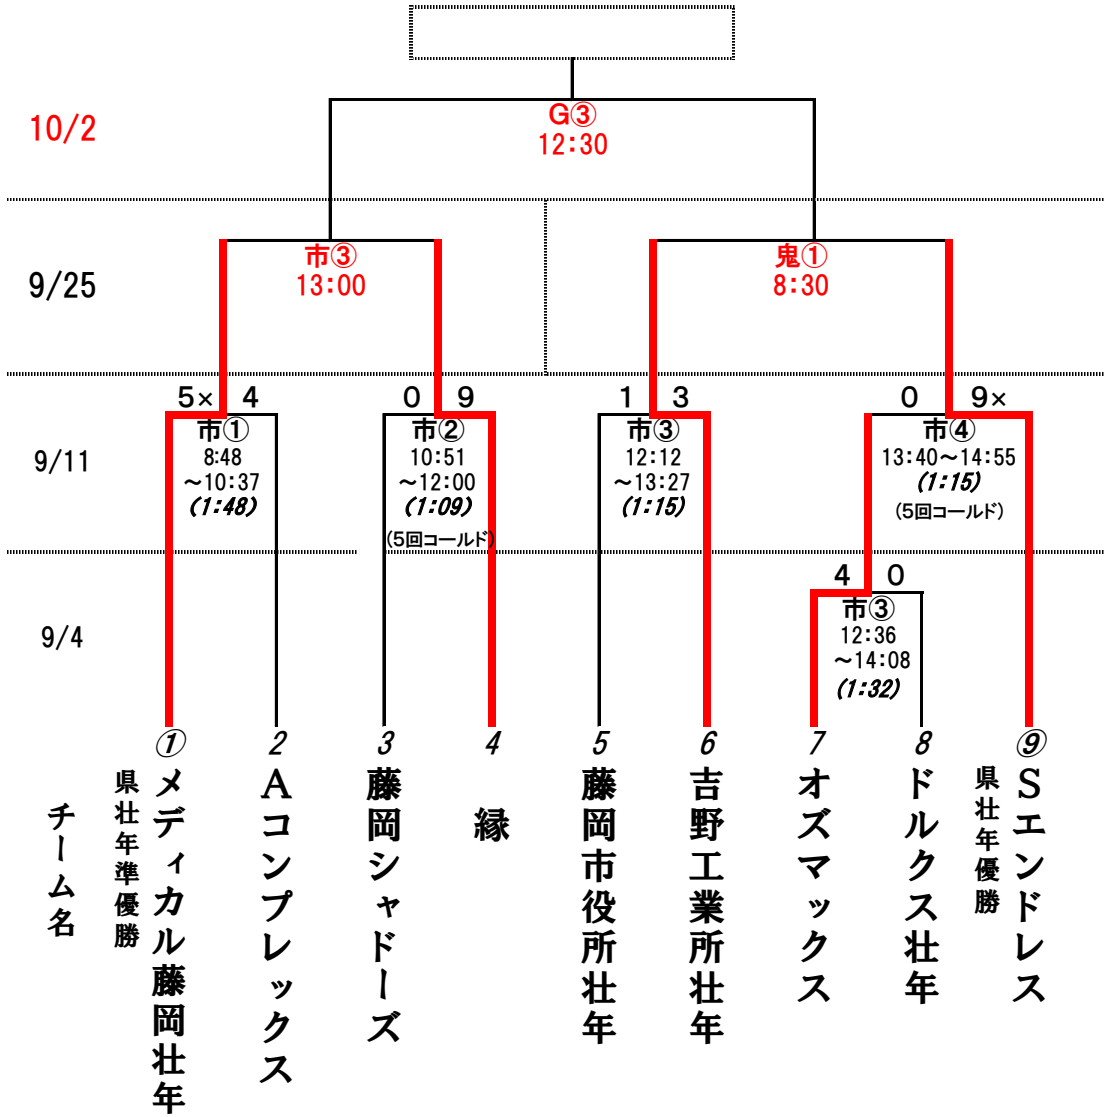 10/2
G③
12:30
9/25
市③
13:00
鬼①
8:30
9/11
5× 4
市①
8:48
～10:37
(1:48)
0 9
市②
10:51
～12:00
(1:09)
(5回コールド)
1 3
市③
12:12
～13:27
(1:15)
0 9×
市④
13:40～14:55
(1:15)
(5回コールド)
9/4
4 0
市③
12:36
～14:08
(1:32)
チーム名
①
県壮年準優勝
メディカル藤岡壮年
2
Aコンプレックス
3
藤岡シャドーズ
4
縁
5
藤岡市役所壮年
6
吉野工業所壮年
7
オズマックス
8
ドルクス壮年
⑨
県壮年優勝
Sエンドレス